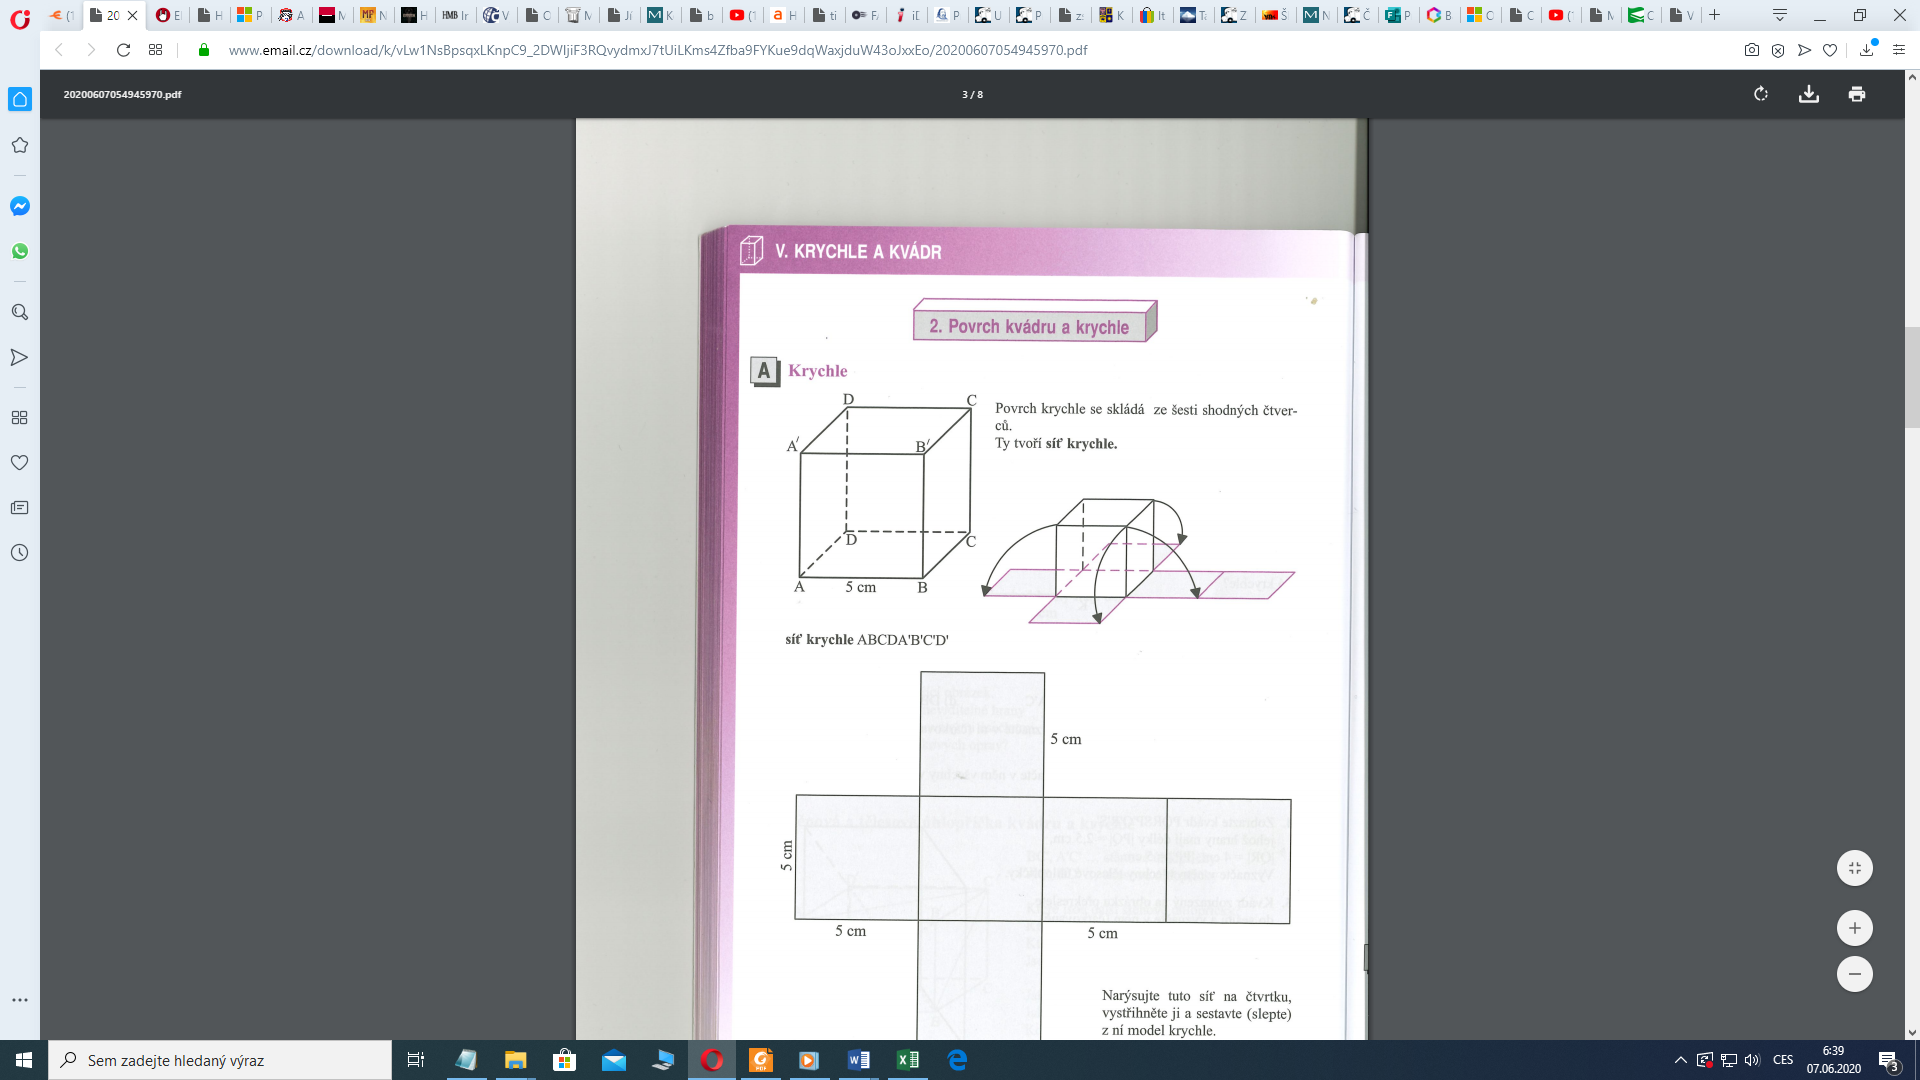 www.email.cz/download/k/vLw1NsBpsqxLKnpC9_2DWIjiF3RQvydmxJ7tUiLKms4Zfba9FYKue9dqWaxjduW43oJxxEo/20200607054945970.pdf
20200607054945970.pdf
3 / 8
V. KRYCHLE A KVÁDR
2. Povrch kvádru a krychle
A Krychle
D
C
A'
B'
D
C
A
5 cm
B
Povrch krychle se skládá ze šesti shodných čtver-
ců.
Ty tvoří síť krychle.
síť krychle ABCDA'B'C'D'
5 cm
5 cm
5 cm
5 cm
Narýsujte tuto síť na čtvrtku,
vystřihněte ji a sestavte (slepte)
z ní model krychle.
Sem zadejte hledaný výraz
CES
6:39
07.06.2020
3